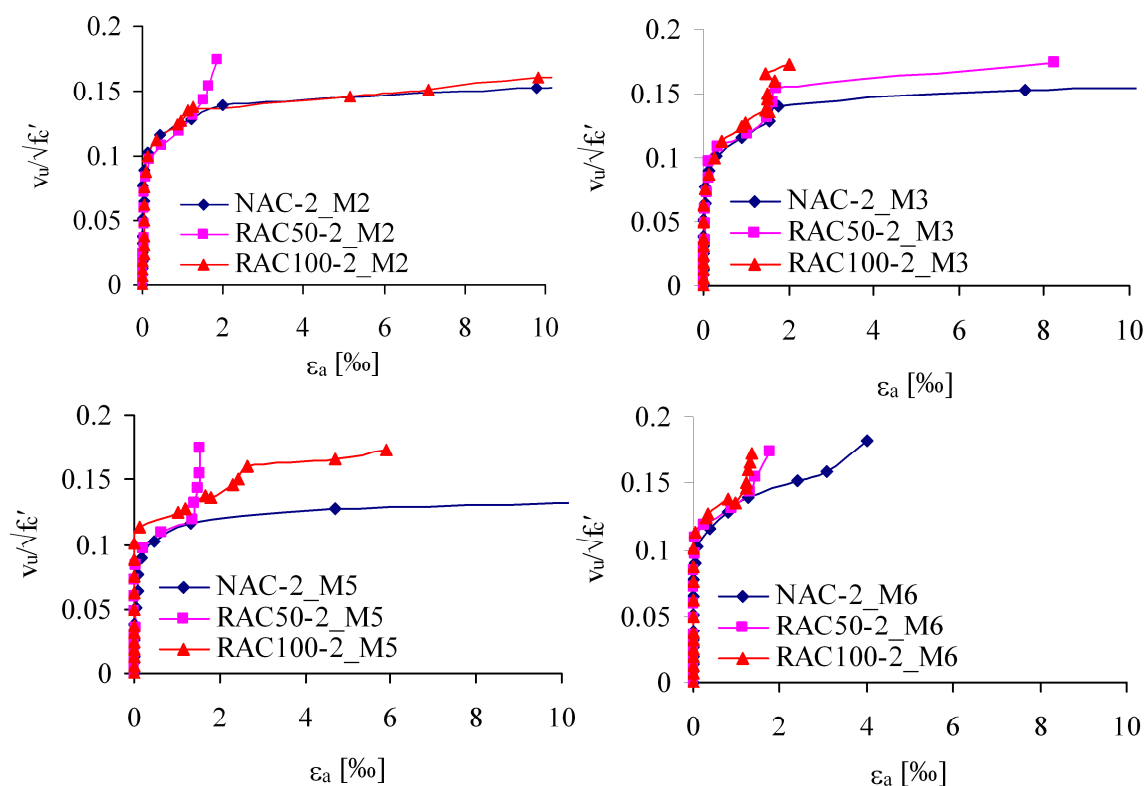 0.2
0.15
0.1
0.05
0
vu/√fc′
NAC-2_M2
RAC50-2_M2
RAC100-2_M2
0 2 4 6 8 10
εa [‰]
0.2
0.15
0.1
0.05
0
vu/√fc′
NAC-2_M3
RAC50-2_M3
RAC100-2_M3
0 2 4 6 8 10
εa [‰]
0.2
0.15
0.1
0.05
0
vu/√fc′
NAC-2_M5
RAC50-2_M5
RAC100-2_M5
0 2 4 6 8 10
εa [‰]
0.2
0.15
0.1
0.05
0
vu/√fc′
NAC-2_M6
RAC50-2_M6
RAC100-2_M6
0 2 4 6 8 10
εa [‰]